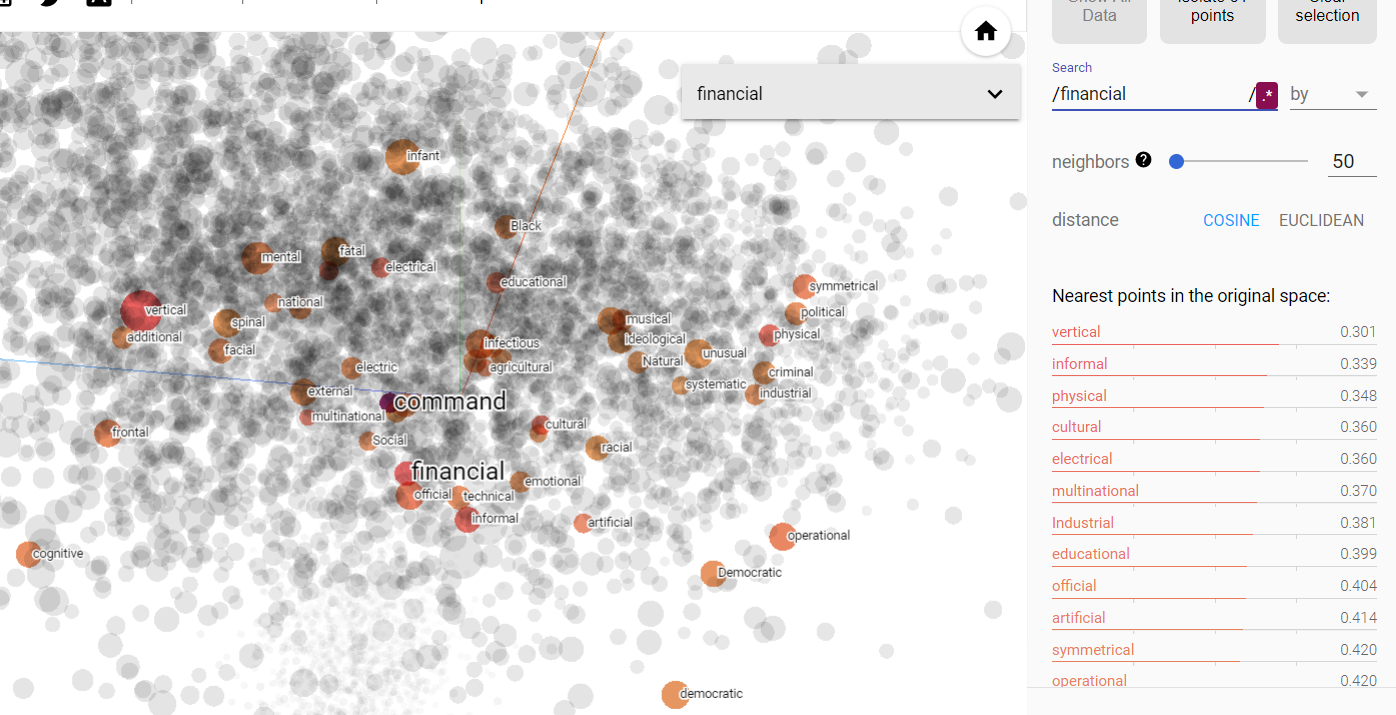 Show All
Data
Isolate 51
points
Clear
selection
Search
/financial
/
.*
by
neighbors
?
50
distance
COSINE
EUCLIDEAN
Nearest points in the original space:
vertical 0.301
informal 0.339
physical 0.348
cultural 0.360
electrical 0.360
multinational 0.370
Industrial 0.381
educational 0.399
official 0.404
artificial 0.414
symmetrical 0.420
operational 0.420
financial
infant
Black
fatal
mental
electrical
educational
symmetrical
national
vertical
political
musical
spinal
physical
additional
ideological
infectious
facial
unusual
Natural
electric
agricultural
criminal
systematic
external
industrial
command
multinational
cultural
frontal
Social
racial
financial
emotional
official
technical
informal
artificial
operational
cognitive
Democratic
democratic